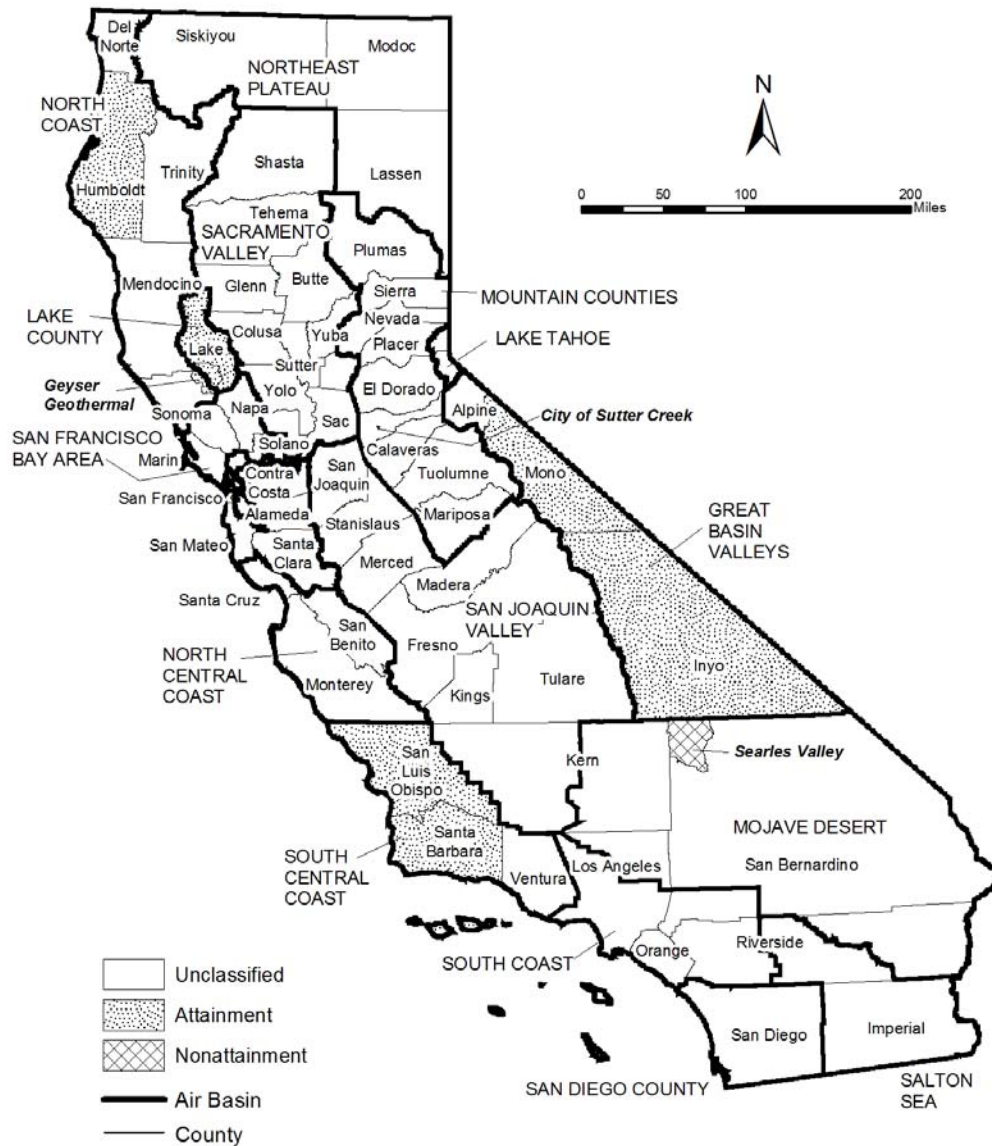 Del
Norte
Siskiyou
Modoc
NORTHEAST
PLATEAU
N
NORTH
COAST
Shasta
Trinity
Lassen
0 50 100 200
Miles
Humboldt
Tehema
SACRAMENTO
VALLEY
Plumas
Mendocino
Glenn
Butte
Sierra
MOUNTAIN COUNTIES
LAKE
COUNTY
Colusa
Yuba
Nevada
Placer
LAKE TAHOE
Lake
Sutter
Geyser
Geothermal
Yolo
El Dorado
Sonoma
Napa
Sac
Alpine
City of Sutter Creek
SAN FRANCISCO
BAY AREA
Solano
Calaveras
Marin
Contra
Costa
San
Joaquin
Tuolumne
Mono
San Francisco
Alameda
Stanislaus
Mariposa
GREAT
BASIN
VALLEYS
San Mateo
Santa
Clara
Merced
Madera
Santa Cruz
SAN JOAQUIN
VALLEY
San
Benito
Fresno
Inyo
NORTH
CENTRAL
COAST
Monterey
Kings
Tulare
San
Luis
Obispo
Kern
Searles Valley
Santa
Barbara
MOJAVE DESERT
SOUTH
CENTRAL
COAST
Ventura
Los Angeles
San Bernardino
SOUTH COAST
Orange
Riverside
Unclassified
Attainment
Nonattainment
Air Basin
County
San Diego
Imperial
SAN DIEGO COUNTY
SALTON
SEA